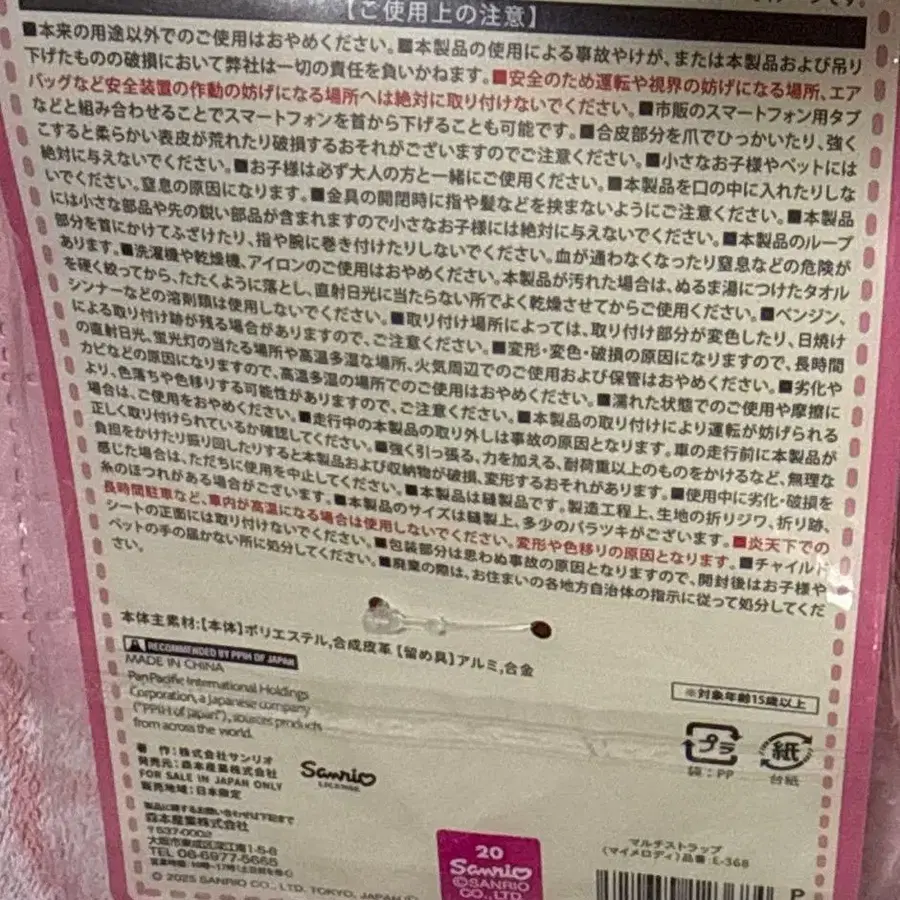 【ご使用上の注意】
■本来の用途以外でのご使用はおやめください。■本製品の使用による事故やけが、または本製品および吊り
下げたものの破損において弊社は一切の責任を負いかねます。■安全のため運転や視界の妨げになる場所、エア
バッグなど安全装置の作動の妨げになる場所へは絶対に取り付けないでください。■市販のスマートフォン用タブ
などと組み合わせることでスマートフォンを首から下げることも可能です。■合皮部分を爪でひっかいたり、強く
こすると柔らかい表皮が荒れたり破損するおそれがございますのでご注意ください。■小さなお子様やペットには
絶対に与えないでください。■お子様は必ず大人の方と一緒にご使用ください。■本製品を口の中に入れたりしな
いでください。窒息の原因になります。■金具の開閉時に指や髪などを挟まないようにご注意ください。■本製品
には小さな部品や先の鋭い部品が含まれますので小さなお子様には絶対に与えないでください。■本製品のループ
部分を首にかけてふざけたり、指や腕に巻き付けたりしないでください。血が通わなくなったり窒息などの危険が
あります。■洗濯機や乾燥機、アイロンのご使用はおやめください。本製品が汚れた場合は、ぬるま湯につけたタオル
を硬く絞ってから、たたくように落とし、直射日光に当たらない所でよく乾燥させてからご使用ください。■ベンジン、
シンナーなどの溶剤類は使用しないでください。■取り付け場所によっては、取り付け部分が変色したり、日焼け
による取り付け跡が残る場合がありますので、ご注意ください。■変形・変色・破損の原因になりますので、長時間
の直射日光、蛍光灯の当たる場所や高温多湿な場所、火気周辺でのご使用および保管はおやめください。■劣化や
カビなどの原因になりますので、高温多湿の場所でのご使用はおやめください。■濡れた状態でのご使用や摩擦に
より、色落ちや色移りする可能性がありますので、ご注意ください。■本製品の取り付けにより運転が妨げられる
場合は、ご使用をおやめください。■走行中の本製品の取り外しは事故の原因となります。車の走行前に本製品が
正しく取り付けられているか確認してください。■強く引っ張る、力を加える、耐荷重以上のものをかけるなど、無理な
負担をかけたり振り回したりすると本製品および収納物が破損、変形するおそれがあります。■使用中に劣化・破損を
感じた場合は、ただちに使用を中止してください。■本製品は縫製品です。製造工程上、生地の折りジワ、折り跡、
糸のほつれがある場合がございます。■本製品のサイズは縫製上、多少のバラツキがございます。■炎天下での
長時間駐車など、車内が高温になる場合は使用しないでください。変形や色移りの原因となります。■チャイルド
シートの正面には取り付けないでください。■包装部分は思わぬ事故の原因となりますので、開封後はお子様や
ペットの手の届かない所に処分してください。■廃棄の際は、お住まいの各地方自治体の指示に従って処分してくだ
さい。
本体主素材:【本体】ポリエステル,合成皮革【留め具】アルミ,合金
RECOMMENDED BY PPIH OF JAPAN
MADE IN CHINA
Pan Pacific International Holdings
Corporation, a Japanese company
("PPIH of Japan"), sources products
from across the world.
※対象年齢15歳以上
プラ
袋:PP
紙
台紙
著 作:株式会社サンリオ
発売元:森本産業株式会社
FOR SALE IN JAPAN ONLY
販売地域:日本限定
Sanrio
LICENSE
製品に関するお問い合わせは下記まで
森本産業株式会社
〒537-0002
大阪市東成区深江南1-5-8
TEL 06-6977-5665
© 2025 SANRIO CO., LTD. TOKYO, JAPAN
20
Sanrio
©SANRIO
CO., LTD.
マルチストラップ
(マイメロディ)品番:E-368
P